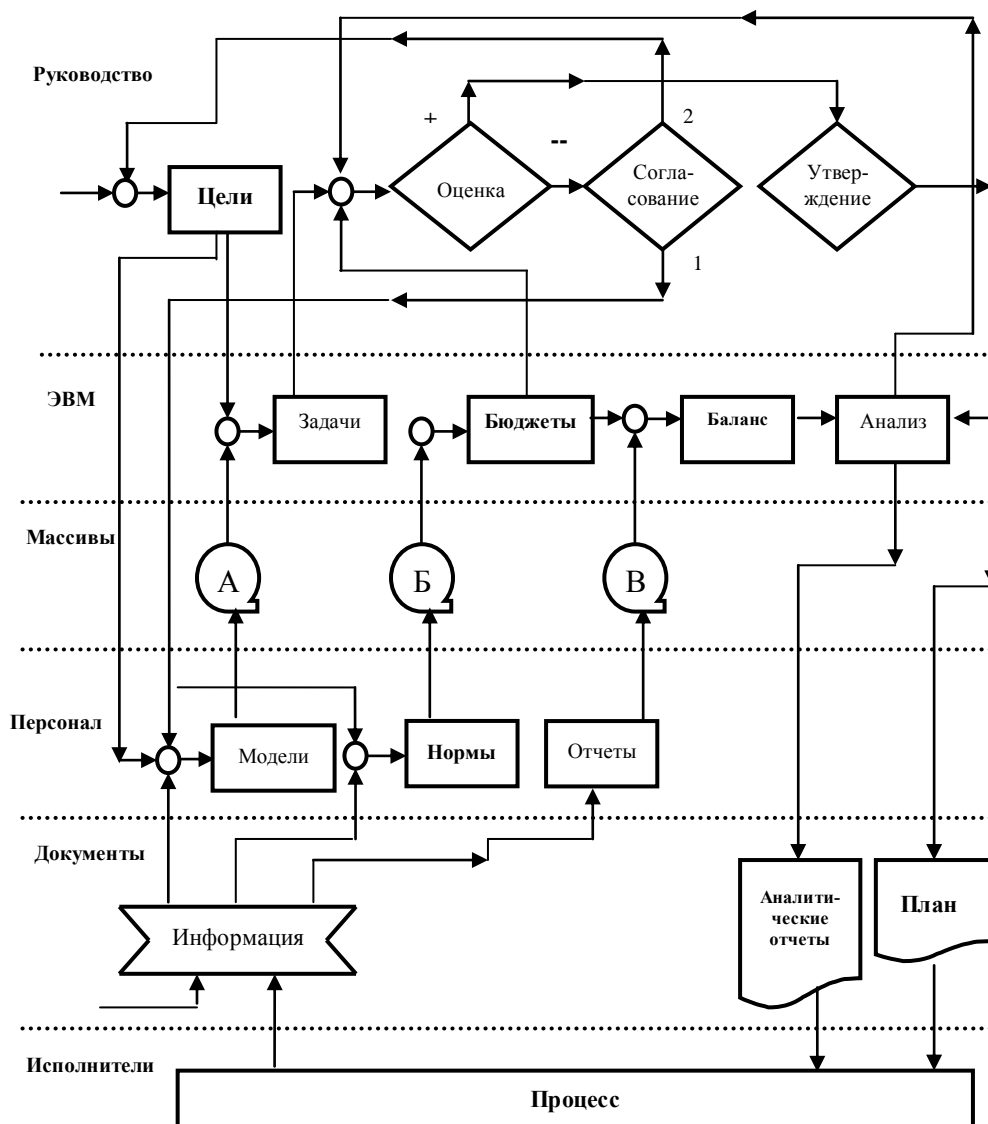 Руководство
+
--
2
Оценка
Согла-
сование
Утвер-
ждение
Цели
1
ЭВМ
Задачи
Бюджеты
Баланс
Анализ
Массивы
А
Б
В
Персонал
Модели
Нормы
Отчеты
Документы
Информация
Аналити-
ческие
отчеты
План
Исполнители
Процесс